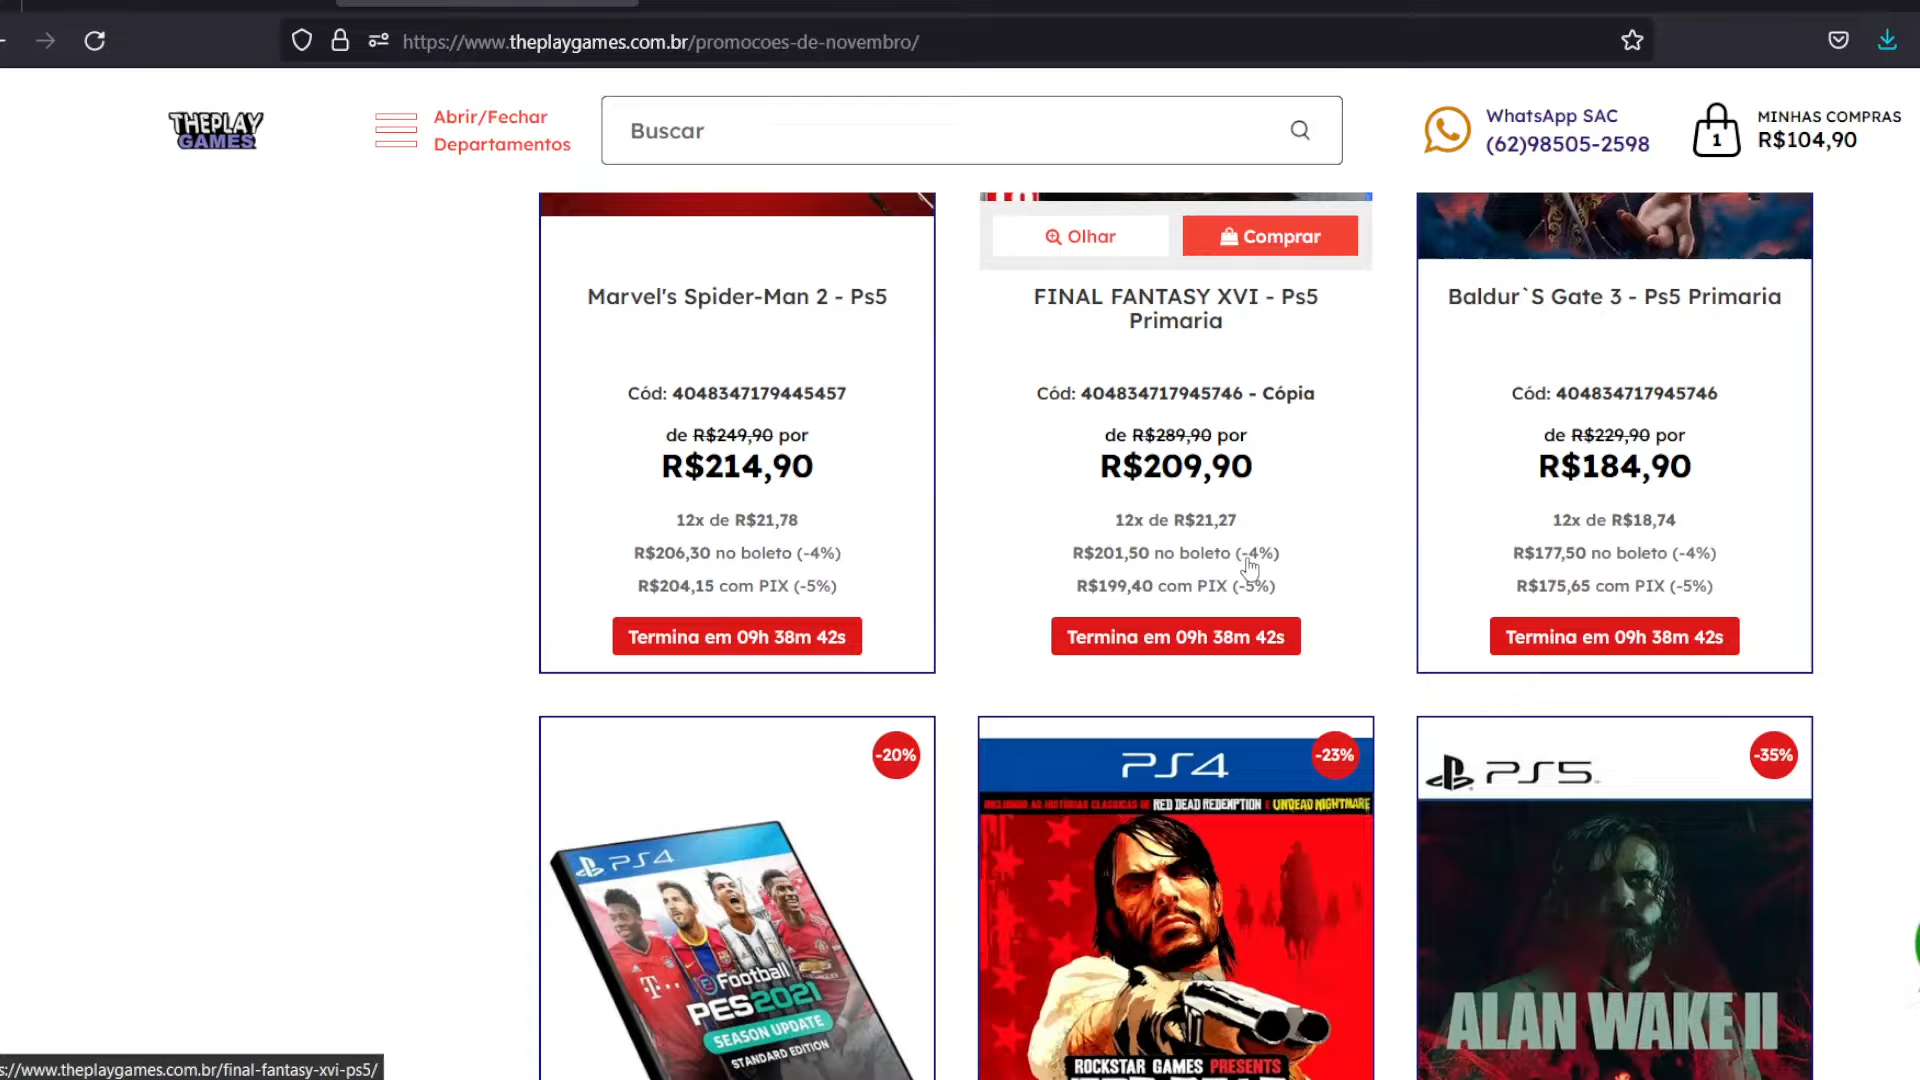 https://www.theplaygames.com.br/promocoes-de-novembro/
THEPLAY
GAMES
Abrir/Fechar
Departamentos
Buscar
WhatsApp SAC
(62)98505-2598
1
MINHAS COMPRAS
R$104,90
Olhar
Comprar
Marvel's Spider-Man 2 - Ps5
Cód: 4048347179445457
de R$249,90 por
R$214,90
12x de R$21,78
R$206,30 no boleto (-4%)
R$204,15 com PIX (-5%)
Termina em 09h 38m 42s
FINAL FANTASY XVI - Ps5
Primaria
Cód: 404834717945746 - Cópia
de R$289,90 por
R$209,90
12x de R$21,27
R$201,50 no boleto (-4%)
R$199,40 com PIX (-5%)
Termina em 09h 38m 42s
Baldur`S Gate 3 - Ps5 Primaria
Cód: 404834717945746
de R$229,90 por
R$184,90
12x de R$18,74
R$177,50 no boleto (-4%)
R$175,65 com PIX (-5%)
Termina em 09h 38m 42s
-20%
PS4
eFootball
PES2021
SEASON UPDATE
STANDARD EDITION
-23%
PS4
INCLUINDO AS HISTÓRIAS CLÁSSICAS DE RED DEAD REDEMPTION E UNDEAD NIGHTMARE
ROCKSTAR GAMES PRESENTS
-35%
PS5
ALAN WAKE II
s://www.theplaygames.com.br/final-fantasy-xvi-ps5/